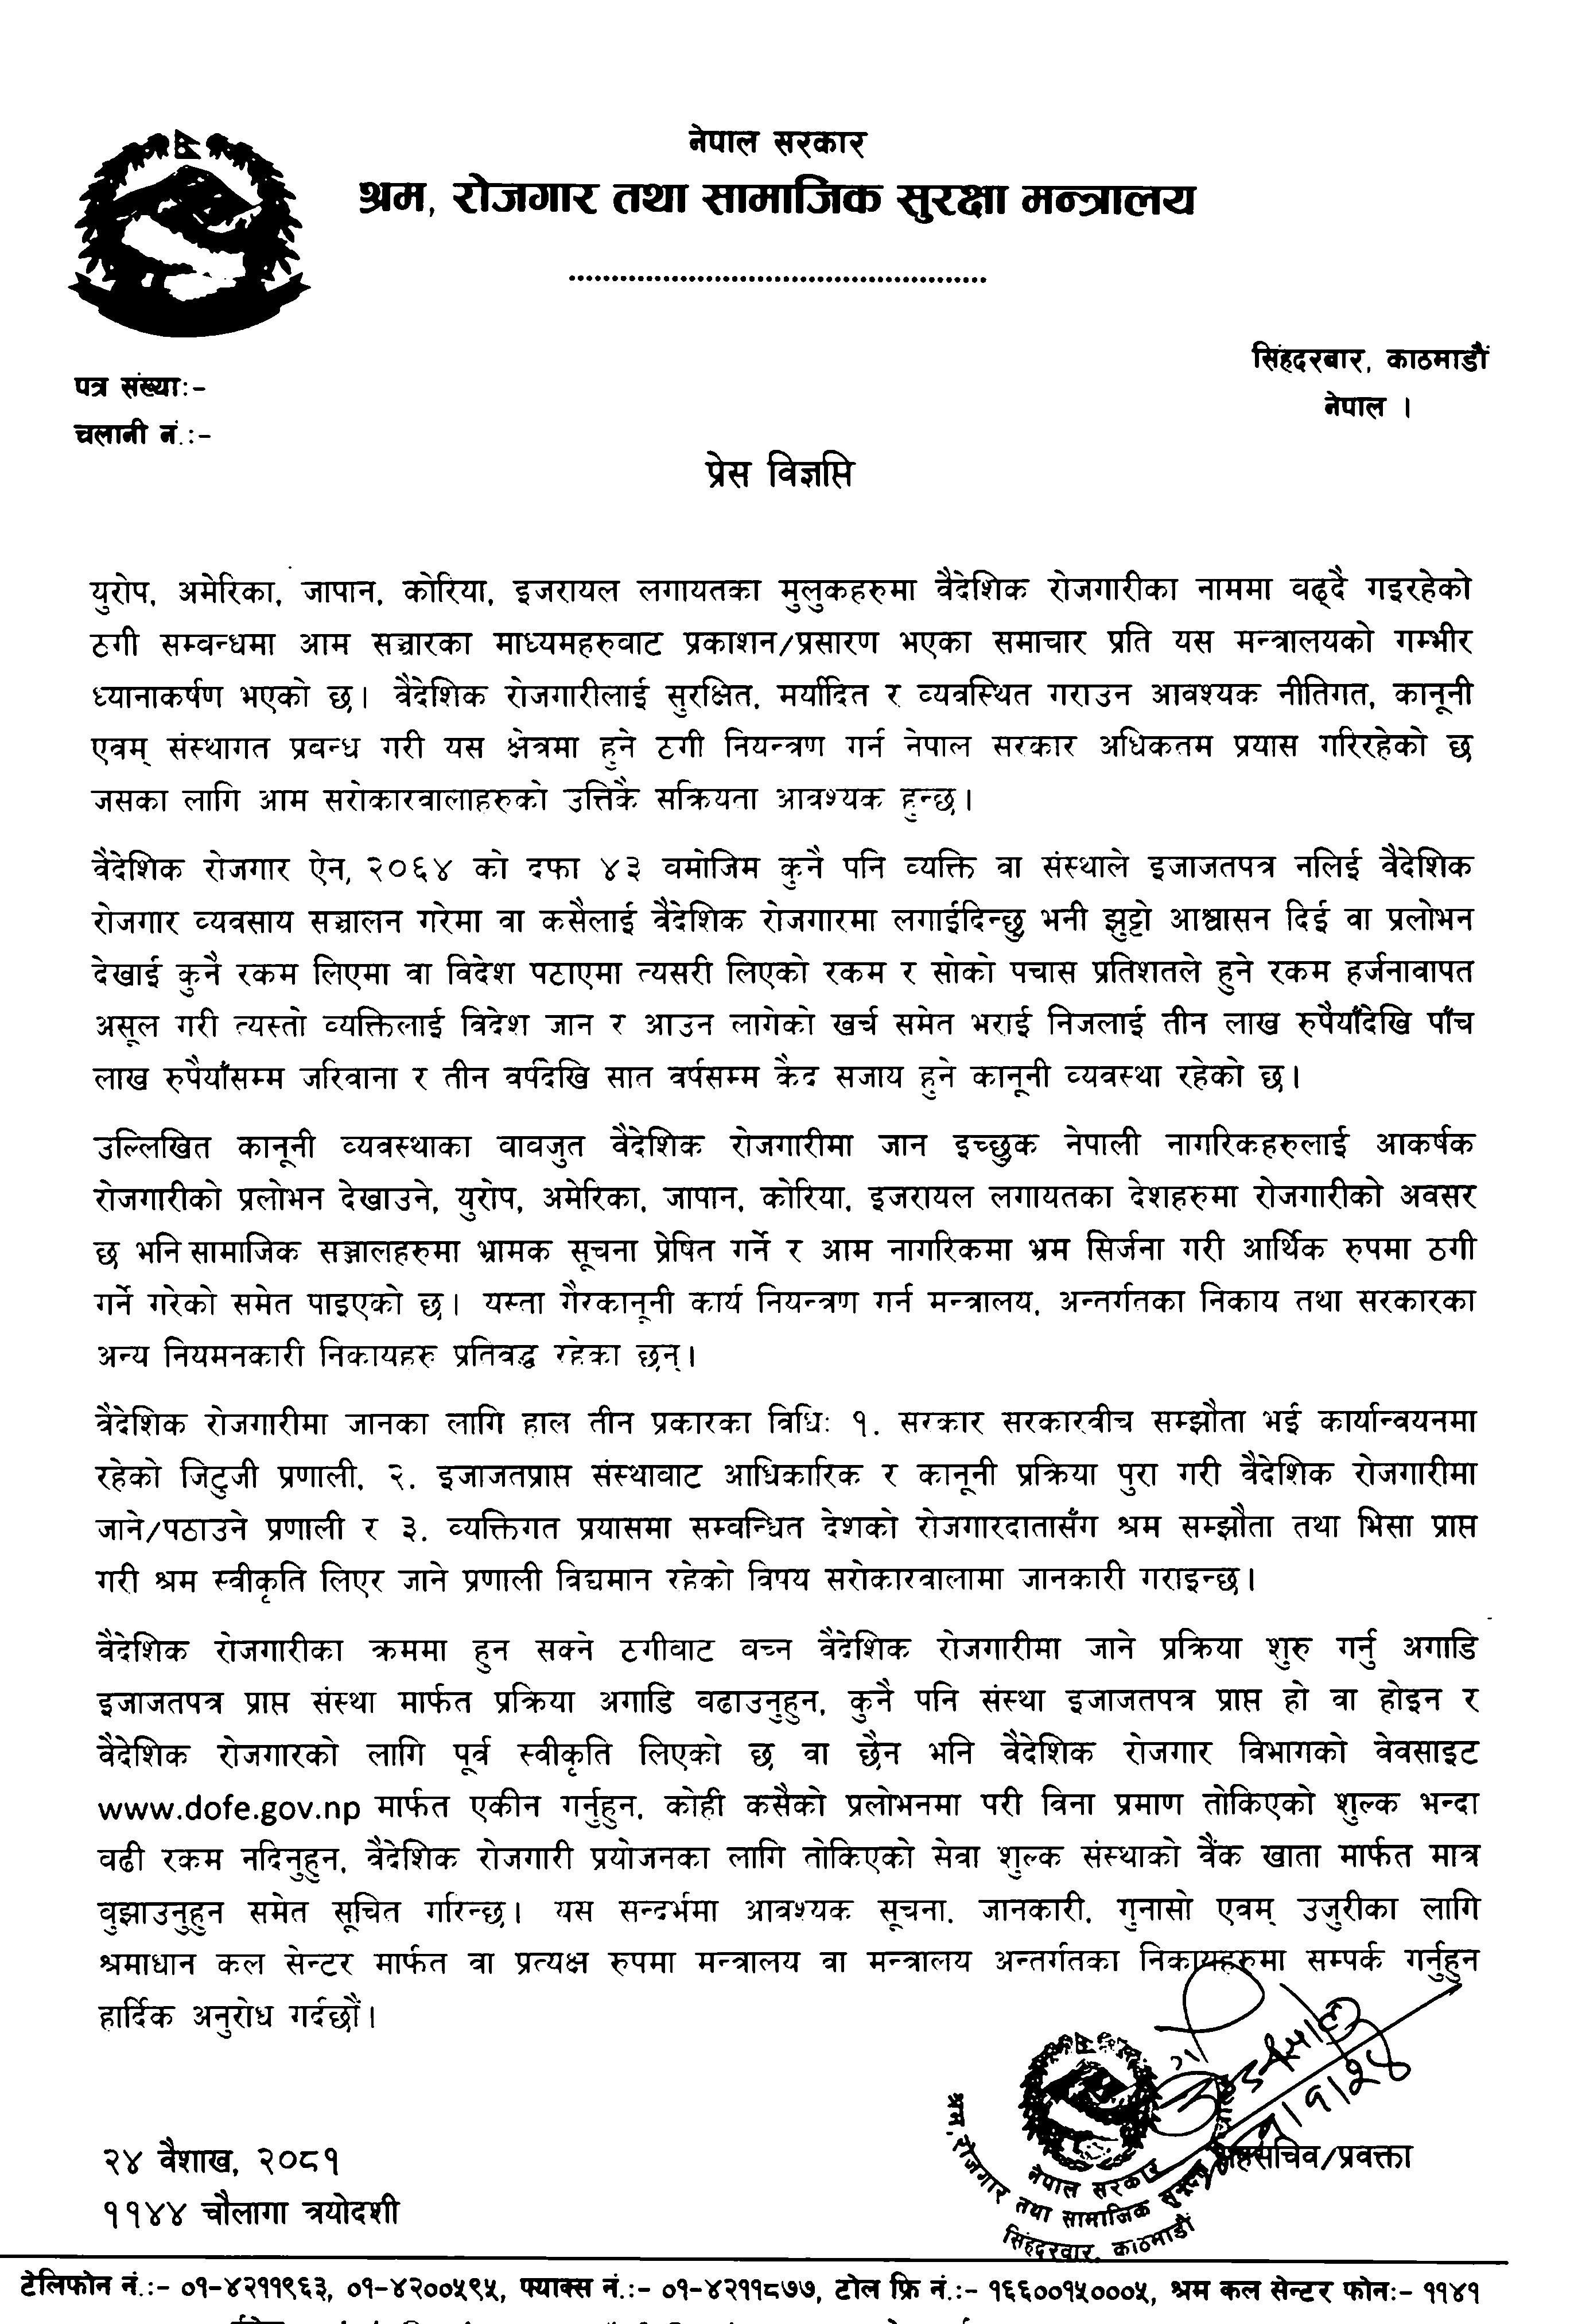 नेपाल सरकार
श्रम, रोजगार तथा सामाजिक सुरक्षा मन्त्रालय
सिंहदरबार, काठमाडौं
नेपाल ।
पत्र संख्याः-
चलानी नं.:-
प्रेस विज्ञप्ति
युरोप, अमेरिका, जापान, कोरिया, इजरायल लगायतका मुलुकहरुमा वैदेशिक रोजगारीका नाममा वढ्दै गइरहेको
ठगी सम्वन्धमा आम सञ्चारका माध्यमहरुवाट प्रकाशन/प्रसारण भएका समाचार प्रति यस मन्त्रालयको गम्भीर
ध्यानाकर्षण भएको छ। वैदेशिक रोजगारीलाई सुरक्षित, मर्यादित र व्यवस्थित गराउन आवश्यक नीतिगत, कानूनी
एवम् संस्थागत प्रबन्ध गरी यस क्षेत्रमा हुने ठगी नियन्त्रण गर्न नेपाल सरकार अधिकतम प्रयास गरिरहेको छ
जसका लागि आम सरोकारवालाहरुको उत्तिकै सक्रियता आवश्यक हुन्छ।
वैदेशिक रोजगार ऐन, २०६४ को दफा ४३ वमोजिम कुनै पनि व्यक्ति वा संस्थाले इजाजतपत्र नलिई वैदेशिक
रोजगार व्यवसाय सञ्चालन गरेमा वा कसैलाई वैदेशिक रोजगारमा लगाईदिन्छु भनी झुट्टो आश्वासन दिई वा प्रलोभन
देखाई कुनै रकम लिएमा वा विदेश पठाएमा त्यसरी लिएको रकम र सोको पचास प्रतिशतले हुने रकम हर्जनावापत
असूल गरी त्यस्तो व्यक्तिलाई विदेश जान र आउन लागेको खर्च समेत भराई निजलाई तीन लाख रुपैयाँदेखि पाँच
लाख रुपैयाँसम्म जरिवाना र तीन वर्षदेखि सात वर्षसम्म कैद सजाय हुने कानूनी व्यवस्था रहेको छ।
उल्लिखित कानूनी व्यवस्थाका वावजुत वैदेशिक रोजगारीमा जान इच्छुक नेपाली नागरिकहरुलाई आकर्षक
रोजगारीको प्रलोभन देखाउने, युरोप, अमेरिका, जापान, कोरिया, इजरायल लगायतका देशहरुमा रोजगारीको अवसर
छ भनि सामाजिक सञ्जालहरुमा भ्रामक सूचना प्रेषित गर्ने र आम नागरिकमा भ्रम सिर्जना गरी आर्थिक रुपमा ठगी
गर्ने गरेको समेत पाइएको छ। यस्ता गैरकानूनी कार्य नियन्त्रण गर्न मन्त्रालय, अन्तर्गतका निकाय तथा सरकारका
अन्य नियमनकारी निकायहरु प्रतिवद्ध रहेका छन्।
वैदेशिक रोजगारीमा जानका लागि हाल तीन प्रकारका विधिः १. सरकार सरकारवीच सम्झौता भई कार्यान्वयनमा
रहेको जिटुजी प्रणाली, २. इजाजतप्राप्त संस्थावाट आधिकारिक र कानूनी प्रक्रिया पुरा गरी वैदेशिक रोजगारीमा
जाने/पठाउने प्रणाली र ३. व्यक्तिगत प्रयासमा सम्वन्धित देशको रोजगारदातासँग श्रम सम्झौता तथा भिसा प्राप्त
गरी श्रम स्वीकृति लिएर जाने प्रणाली विद्यमान रहेको विषय सरोकारवालामा जानकारी गराइन्छ।
वैदेशिक रोजगारीका क्रममा हुन सक्ने ठगीवाट वच्न वैदेशिक रोजगारीमा जाने प्रक्रिया शुरु गर्नु अगाडि
इजाजतपत्र प्राप्त संस्था मार्फत प्रक्रिया अगाडि वढाउनुहुन, कुनै पनि संस्था इजाजतपत्र प्राप्त हो वा होइन र
वैदेशिक रोजगारको लागि पूर्व स्वीकृति लिएको छ वा छैन भनि वैदेशिक रोजगार विभागको वेवसाइट
www.dofe.gov.np मार्फत एकीन गर्नुहुन, कोही कसैको प्रलोभनमा परी विना प्रमाण तोकिएको शुल्क भन्दा
वढी रकम नदिनुहुन, वैदेशिक रोजगारी प्रयोजनका लागि तोकिएको सेवा शुल्क संस्थाको वैंक खाता मार्फत मात्र
वुझाउनुहुन समेत सूचित गरिन्छ। यस सन्दर्भमा आवश्यक सूचना, जानकारी, गुनासो एवम् उजुरीका लागि
श्रमाधान कल सेन्टर मार्फत वा प्रत्यक्ष रुपमा मन्त्रालय वा मन्त्रालय अन्तर्गतका निकायहरुमा सम्पर्क गर्नुहुन
हार्दिक अनुरोध गर्दछौं।
सहसचिव/प्रवक्ता
नेपाल सरकार
श्रम, रोजगार तथा सामाजिक सुरक्षा मन्त्रालय
सिंहदरवार, काठमाडौं
२४ वैशाख, २०८१
११४४ चौलागा त्रयोदशी
टेलिफोन नं.:- ०१-४२११९६३, ०१-४२००५९५, फ्याक्स नं.:- ०१-४२११८७७, टोल फ्रि नं.:- १६६००१५०००५, श्रम कल सेन्टर फोनः- ११४१